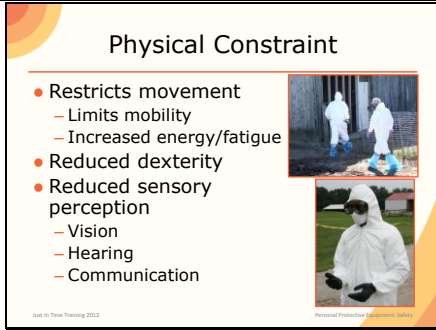 Physical Constraint
● Restricts movement
– Limits mobility
– Increased energy/fatigue
● Reduced dexterity
● Reduced sensory
perception
– Vision
– Hearing
– Communication
Just In Time Training 2012
Personal Protective Equipment: Safety